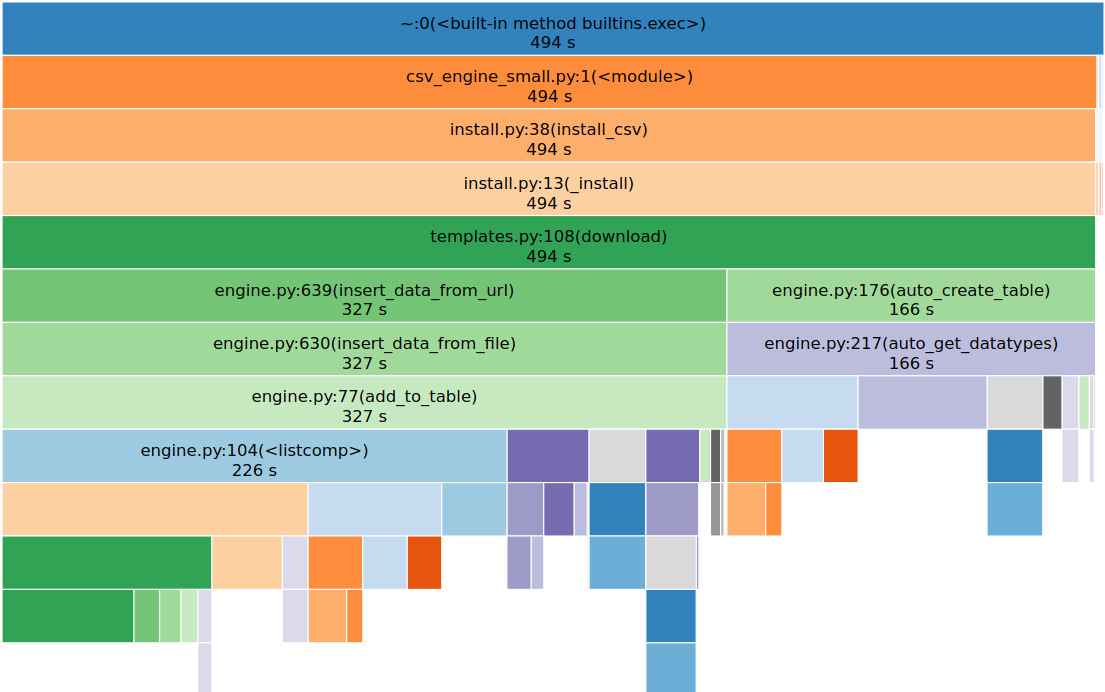 ~:0(<built-in method builtins.exec>)
494 s
csv_engine_small.py:1(<module>)
494 s
install.py:38(install_csv)
494 s
install.py:13(_install)
494 s
templates.py:108(download)
494 s
engine.py:639(insert_data_from_url)
327 s
engine.py:176(auto_create_table)
166 s
engine.py:630(insert_data_from_file)
327 s
engine.py:217(auto_get_datatypes)
166 s
engine.py:77(add_to_table)
327 s
engine.py:104(<listcomp>)
226 s